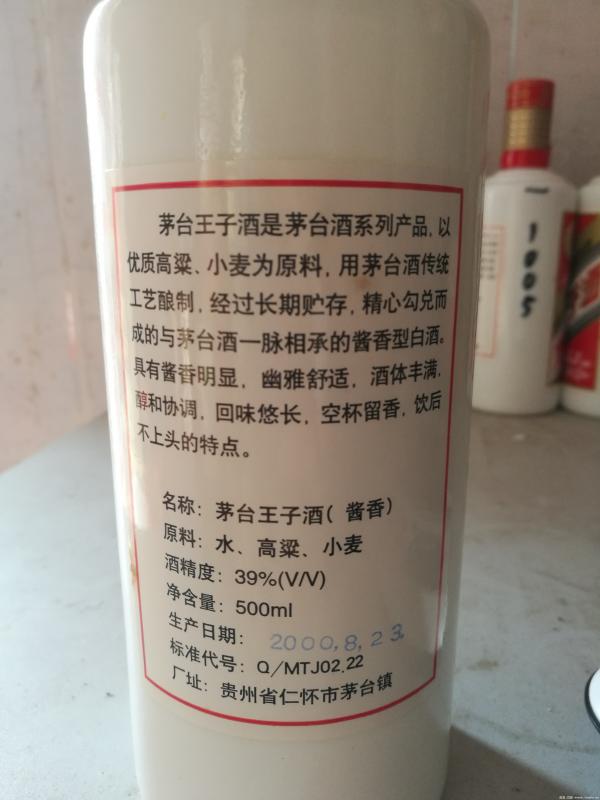 茅台王子酒是茅台酒系列产品，以
优质高粱、小麦为原料，用茅台酒传统
工艺酿制，经过长期贮存，精心勾兑而
成的与茅台酒一脉相承的酱香型白酒。
具有酱香明显，幽雅舒适，酒体丰满，
醇和协调，回味悠长，空杯留香，饮后
不上头的特点。
名称：茅台王子酒（酱香）
原料：水、高粱、小麦
酒精度：39%(V/V)
净含量：500ml
生产日期：2000,8,23,
标准代号：Q/MTJ02.22
厂址：贵州省仁怀市茅台镇
1005